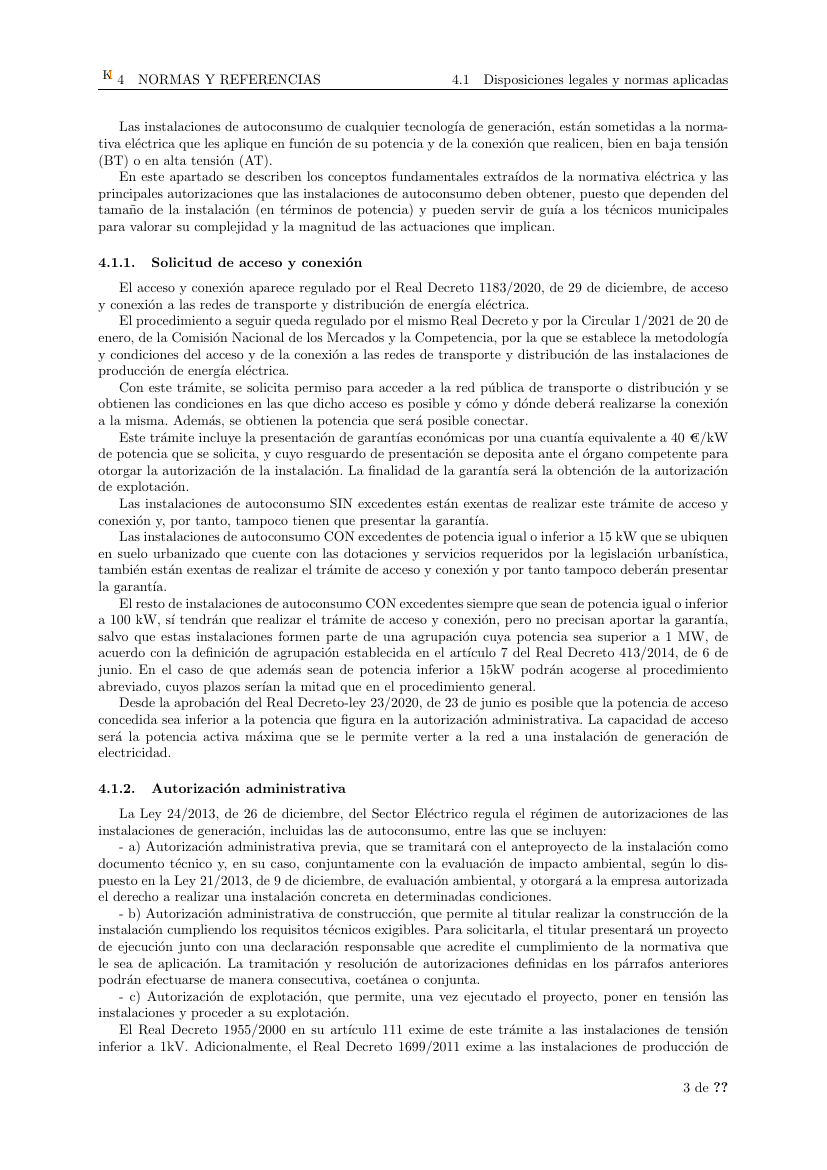 K 4 NORMAS Y REFERENCIAS 4.1 Disposiciones legales y normas aplicadas
Las instalaciones de autoconsumo de cualquier tecnología de generación, están sometidas a la norma-
tiva eléctrica que les aplique en función de su potencia y de la conexión que realicen, bien en baja tensión
(BT) o en alta tensión (AT).
En este apartado se describen los conceptos fundamentales extraídos de la normativa eléctrica y las
principales autorizaciones que las instalaciones de autoconsumo deben obtener, puesto que dependen del
tamaño de la instalación (en términos de potencia) y pueden servir de guía a los técnicos municipales
para valorar su complejidad y la magnitud de las actuaciones que implican.
4.1.1. Solicitud de acceso y conexión
El acceso y conexión aparece regulado por el Real Decreto 1183/2020, de 29 de diciembre, de acceso
y conexión a las redes de transporte y distribución de energía eléctrica.
El procedimiento a seguir queda regulado por el mismo Real Decreto y por la Circular 1/2021 de 20 de
enero, de la Comisión Nacional de los Mercados y la Competencia, por la que se establece la metodología
y condiciones del acceso y de la conexión a las redes de transporte y distribución de las instalaciones de
producción de energía eléctrica.
Con este trámite, se solicita permiso para acceder a la red pública de transporte o distribución y se
obtienen las condiciones en las que dicho acceso es posible y cómo y dónde deberá realizarse la conexión
a la misma. Además, se obtienen la potencia que será posible conectar.
Este trámite incluye la presentación de garantías económicas por una cuantía equivalente a 40 €/kW
de potencia que se solicita, y cuyo resguardo de presentación se deposita ante el órgano competente para
otorgar la autorización de la instalación. La finalidad de la garantía será la obtención de la autorización
de explotación.
Las instalaciones de autoconsumo SIN excedentes están exentas de realizar este trámite de acceso y
conexión y, por tanto, tampoco tienen que presentar la garantía.
Las instalaciones de autoconsumo CON excedentes de potencia igual o inferior a 15 kW que se ubiquen
en suelo urbanizado que cuente con las dotaciones y servicios requeridos por la legislación urbanística,
también están exentas de realizar el trámite de acceso y conexión y por tanto tampoco deberán presentar
la garantía.
El resto de instalaciones de autoconsumo CON excedentes siempre que sean de potencia igual o inferior
a 100 kW, sí tendrán que realizar el trámite de acceso y conexión, pero no precisan aportar la garantía,
salvo que estas instalaciones formen parte de una agrupación cuya potencia sea superior a 1 MW, de
acuerdo con la definición de agrupación establecida en el artículo 7 del Real Decreto 413/2014, de 6 de
junio. En el caso de que además sean de potencia inferior a 15kW podrán acogerse al procedimiento
abreviado, cuyos plazos serían la mitad que en el procedimiento general.
Desde la aprobación del Real Decreto-ley 23/2020, de 23 de junio es posible que la potencia de acceso
concedida sea inferior a la potencia que figura en la autorización administrativa. La capacidad de acceso
será la potencia activa máxima que se le permite verter a la red a una instalación de generación de
electricidad.
4.1.2. Autorización administrativa
La Ley 24/2013, de 26 de diciembre, del Sector Eléctrico regula el régimen de autorizaciones de las
instalaciones de generación, incluidas las de autoconsumo, entre las que se incluyen:
- a) Autorización administrativa previa, que se tramitará con el anteproyecto de la instalación como
documento técnico y, en su caso, conjuntamente con la evaluación de impacto ambiental, según lo dis-
puesto en la Ley 21/2013, de 9 de diciembre, de evaluación ambiental, y otorgará a la empresa autorizada
el derecho a realizar una instalación concreta en determinadas condiciones.
- b) Autorización administrativa de construcción, que permite al titular realizar la construcción de la
instalación cumpliendo los requisitos técnicos exigibles. Para solicitarla, el titular presentará un proyecto
de ejecución junto con una declaración responsable que acredite el cumplimiento de la normativa que
le sea de aplicación. La tramitación y resolución de autorizaciones definidas en los párrafos anteriores
podrán efectuarse de manera consecutiva, coetánea o conjunta.
- c) Autorización de explotación, que permite, una vez ejecutado el proyecto, poner en tensión las
instalaciones y proceder a su explotación.
El Real Decreto 1955/2000 en su artículo 111 exime de este trámite a las instalaciones de tensión
inferior a 1kV. Adicionalmente, el Real Decreto 1699/2011 exime a las instalaciones de producción de
3 de ??